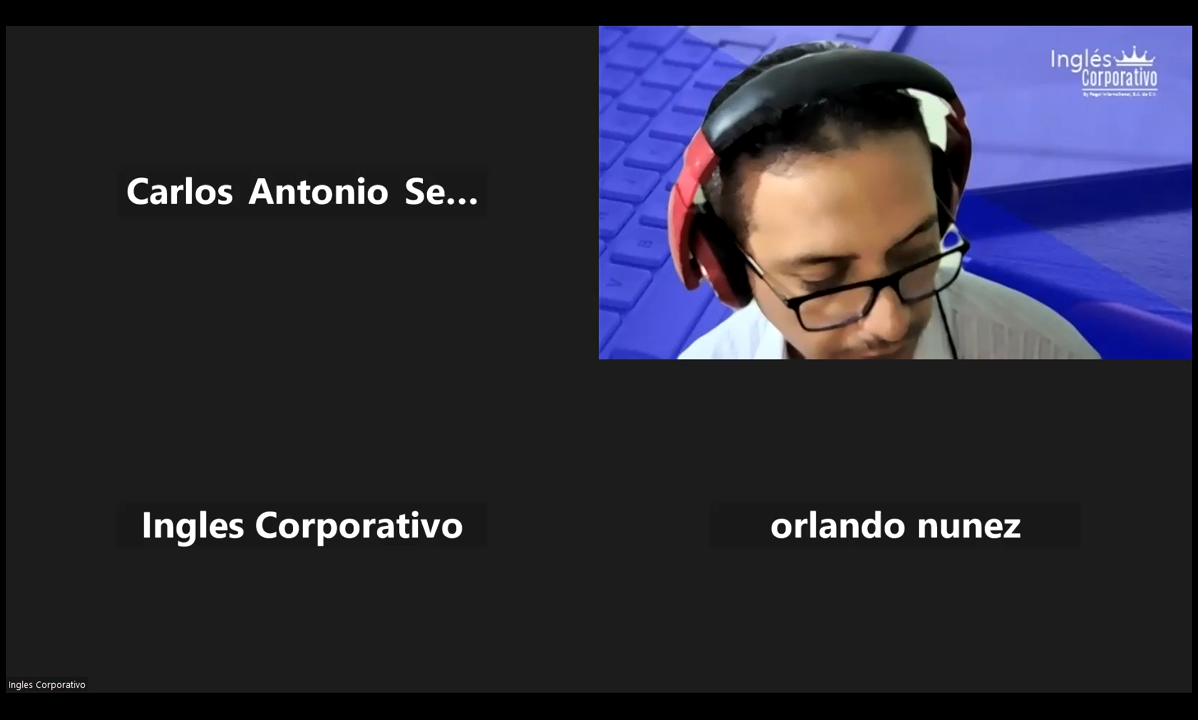 Carlos Antonio Se...
Inglés
Corporativo
Ingles Corporativo
orlando nunez
Ingles Corporativo